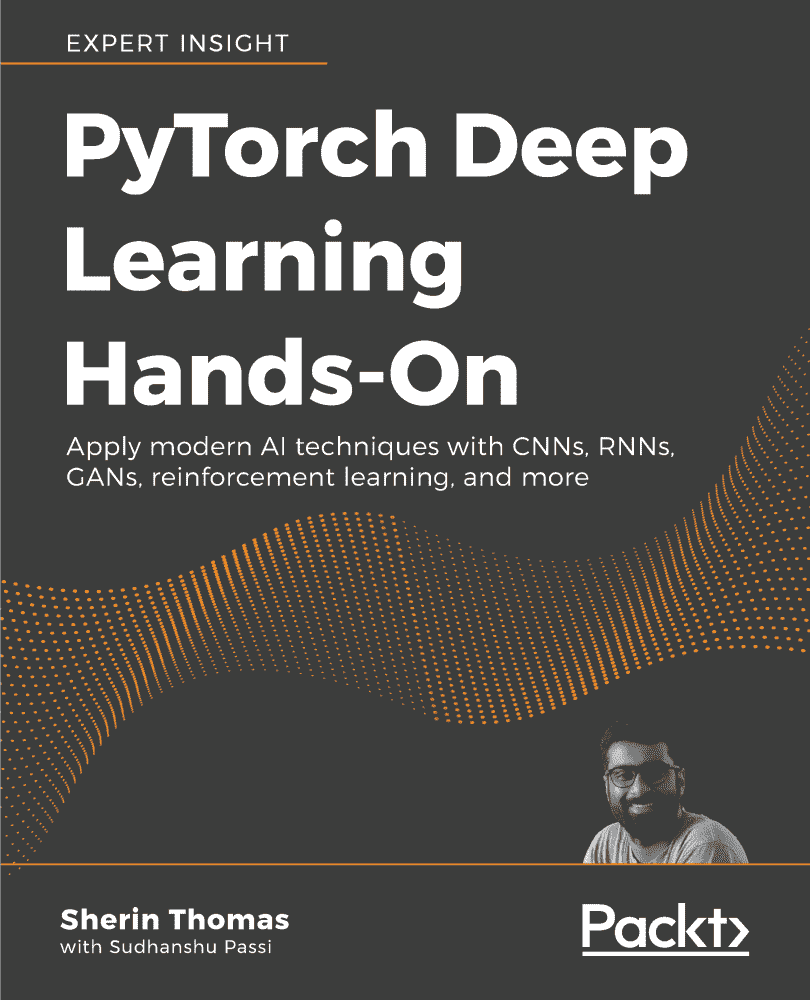 EXPERT INSIGHT
PyTorch Deep
Learning
Hands-On
Apply modern AI techniques with CNNs, RNNs,
GANs, reinforcement learning, and more
Sherin Thomas
with Sudhanshu Passi
Packt>